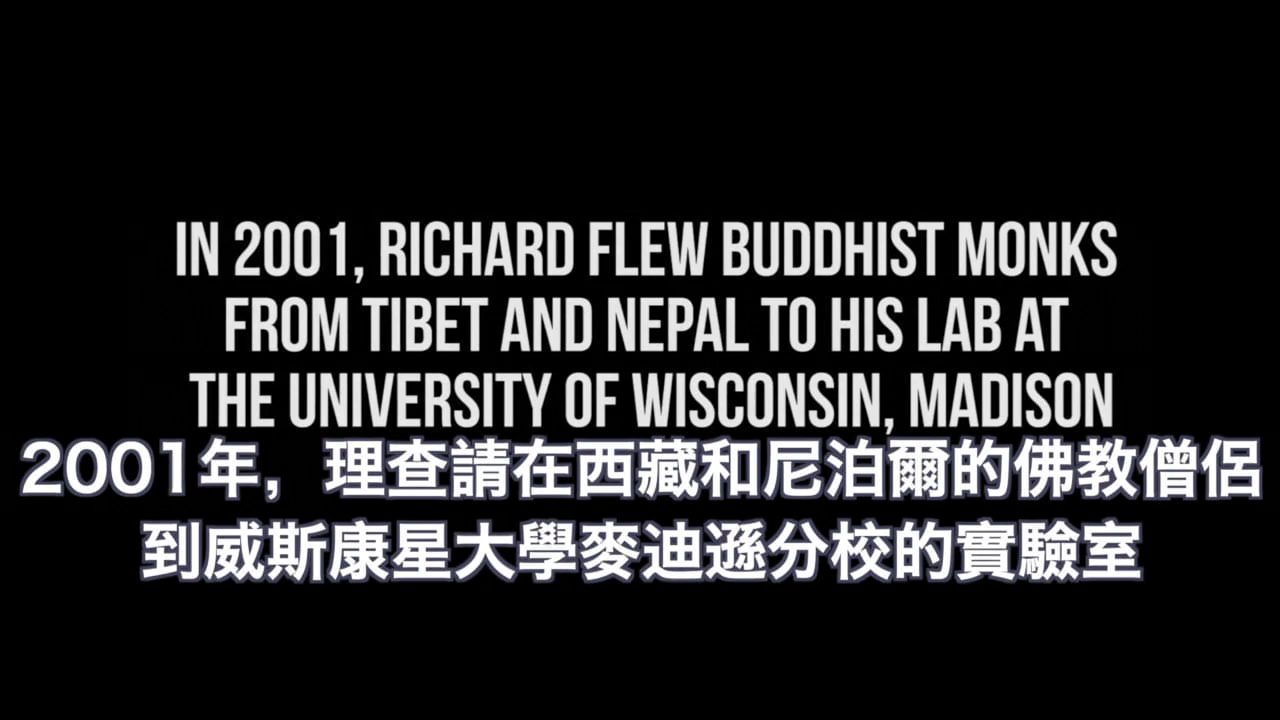 IN 2001, RICHARD FLEW BUDDHIST MONKS
FROM TIBET AND NEPAL TO HIS LAB AT
THE UNIVERSITY OF WISCONSIN, MADISON
2001年，理查請在西藏和尼泊爾的佛教僧侶
到威斯康星大學麥迪遜分校的實驗室